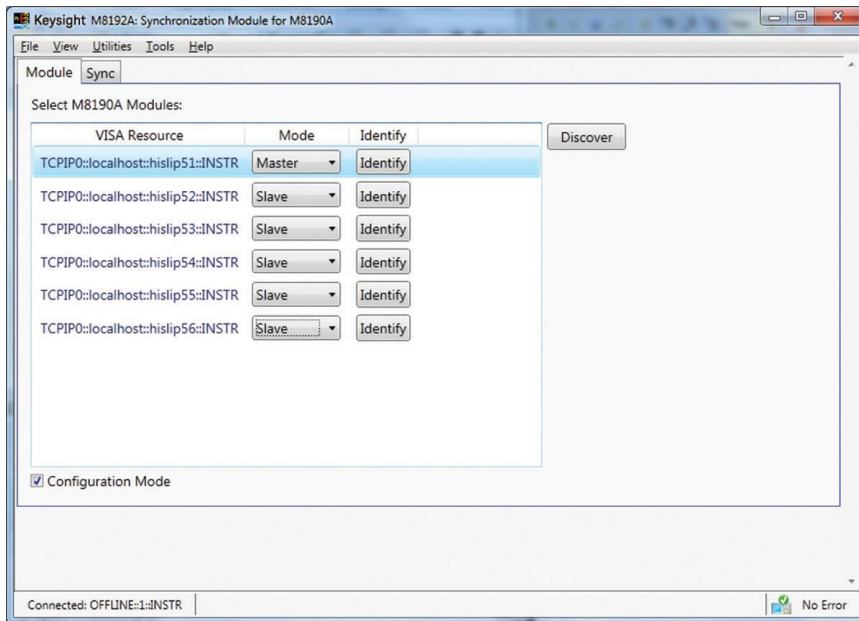 Keysight M8192A: Synchronization Module for M8190A
File View Utilities Tools Help
Module Sync
Select M8190A Modules:
VISA Resource Mode Identify
Discover
TCPIP0::localhost::hislip51::INSTR Master Identify
TCPIP0::localhost::hislip52::INSTR Slave Identify
TCPIP0::localhost::hislip53::INSTR Slave Identify
TCPIP0::localhost::hislip54::INSTR Slave Identify
TCPIP0::localhost::hislip55::INSTR Slave Identify
TCPIP0::localhost::hislip56::INSTR Slave Identify
Configuration Mode
Connected: OFFLINE::1::INSTR No Error